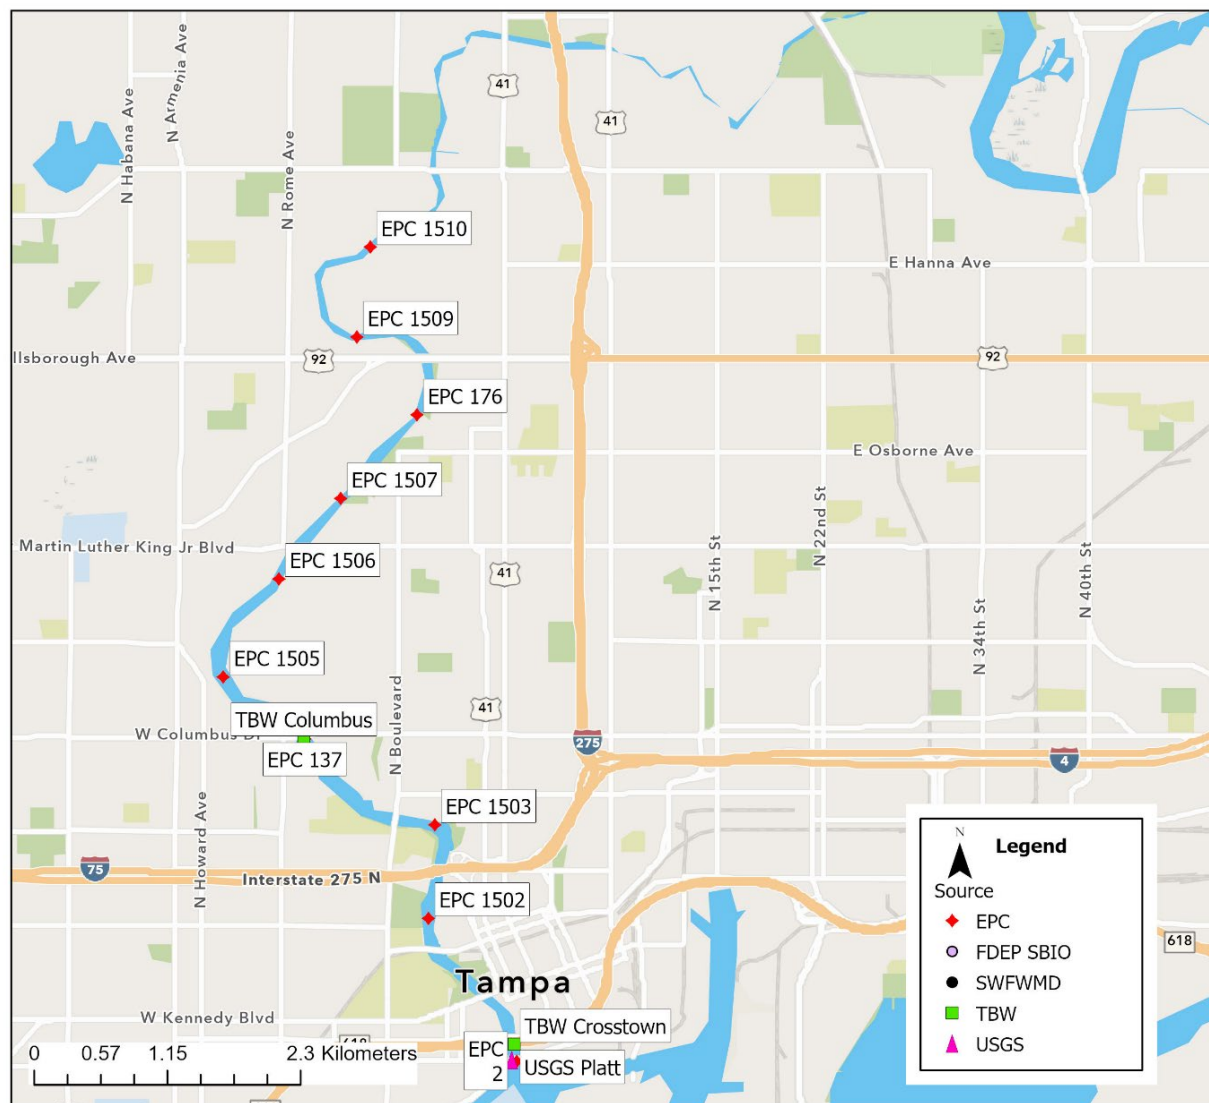 41
41
N Armenia Ave
N Habana Ave
N Rome Ave
EPC 1510
E Hanna Ave
EPC 1509
llsborough Ave
92
92
EPC 176
E Osborne Ave
EPC 1507
N 22nd St
Martin Luther King Jr Blvd
EPC 1506
41
N 15th St
N 40th St
N 34th St
EPC 1505
N Boulevard
TBW Columbus
41
W Columbus Dr
275
4
EPC 137
EPC 1503
N Howard Ave
75
Interstate 275 N
EPC 1502
Tampa
W Kennedy Blvd
TBW Crosstown
618
EPC
2
USGS Platt
0 0.57 1.15 2.3 Kilometers
N
Legend
Source
EPC
FDEP SBIO
SWFWMD
TBW
USGS
618